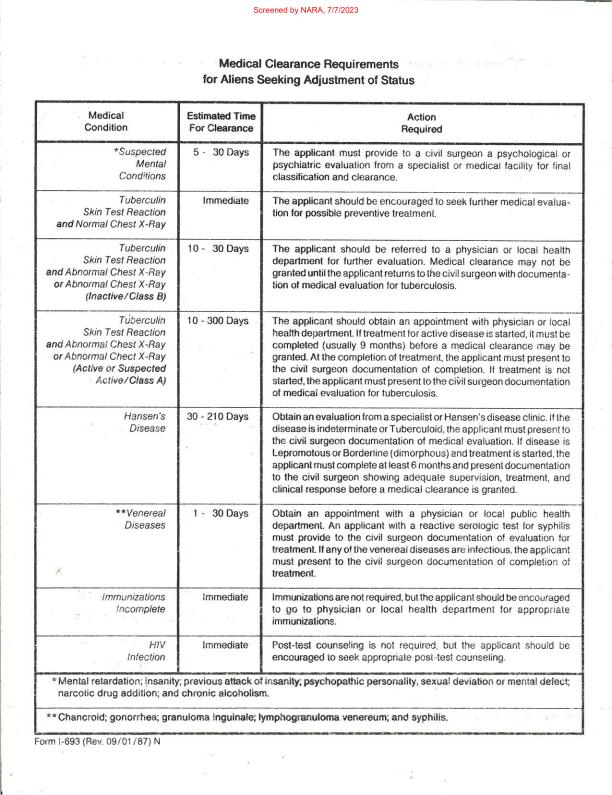 Screened by NARA, 7/7/2023
Medical Clearance Requirements
for Aliens Seeking Adjustment of Status
Medical
Condition
Estimated Time
For Clearance
Action
Required
*Suspected
Mental
Conditions
5 - 30 Days
The applicant must provide to a civil surgeon a psychological or
psychiatric evaluation from a specialist or medical facility for final
classification and clearance.
Tuberculin
Skin Test Reaction
and Normal Chest X-Ray
Immediate
The applicant should be encouraged to seek further medical evalua-
tion for possible preventive treatment.
Tuberculin
Skin Test Reaction
and Abnormal Chest X-Ray
or Abnormal Chest X-Ray
(Inactive/Class B)
10 - 30 Days
The applicant should be referred to a physician or local health
department for further evaluation. Medical clearance may not be
granted until the applicant returns to the civil surgeon with documenta-
tion of medical evaluation for tuberculosis.
Tuberculin
Skin Test Reaction
and Abnormal Chest X-Ray
or Abnormal Chect X-Ray
(Active or Suspected
Active/Class A)
10 - 300 Days
The applicant should obtain an appointment with physician or local
health department. If treatment for active disease is started, it must be
completed (usually 9 months) before a medical clearance may be
granted. At the completion of treatment, the applicant must present to
the civil surgeon documentation of completion. If treatment is not
started, the applicant must present to the civil surgeon documentation
of medical evaluation for tuberculosis.
Hansen's
Disease
30 - 210 Days
Obtain an evaluation from a specialist or Hansen's disease clinic. If the
disease is indeterminate or Tuberculoid, the applicant must present to
the civil surgeon documentation of medical evaluation. If disease is
Lepromotous or Borderline (dimorphous) and treatment is started, the
applicant must complete at least 6 months and present documentation
to the civil surgeon showing adequate supervision, treatment, and
clinical response before a medical clearance is granted.
**Venereal
Diseases
1 - 30 Days
Obtain an appointment with a physician or local public health
department. An applicant with a reactive serologic test for syphilis
must provide to the civil surgeon documentation of evaluation for
treatment. If any of the venereal diseases are infectious, the applicant
must present to the civil surgeon documentation of completion of
treatment.
Immunizations
Incomplete
Immediate
Immunizations are not required, but the applicant should be encouraged
to go to physician or local health department for appropriate
immunizations.
HIV
Infection
Immediate
Post-test counseling is not required, but the applicant should be
encouraged to seek appropriate post-test counseling.
* Mental retardation; insanity; previous attack of insanity; psychopathic personality, sexual deviation or mental defect;
narcotic drug addition; and chronic alcoholism.
** Chancroid; gonorrhea; granuloma inguinale; lymphogranuloma venereum; and syphilis.
Form I-693 (Rev. 09/01/87) N